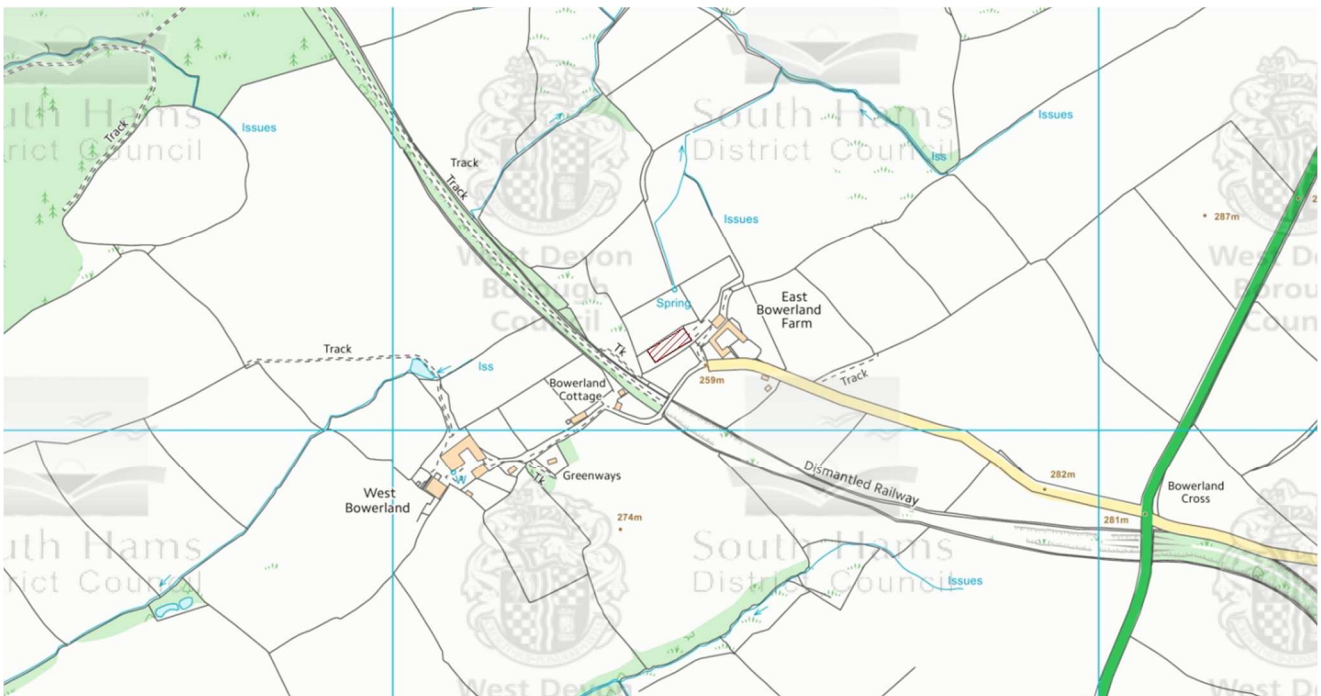 Issues
Track
Track
Track
Issues
Iss
Issues
287m
Spring
East
Bowerland
Farm
Tk
Track
Iss
Bowerland
Cottage
259m
Track
West
Bowerland
W
Tk
Greenways
274m
Dismantled Railway
282m
281m
Bowerland
Cross
Issues
South Hams
District Council
South Hams
District Council
West Devon
Borough
Council
West Devon
Borough
Council
South Hams
District Council
South Hams
District Council
West Devon